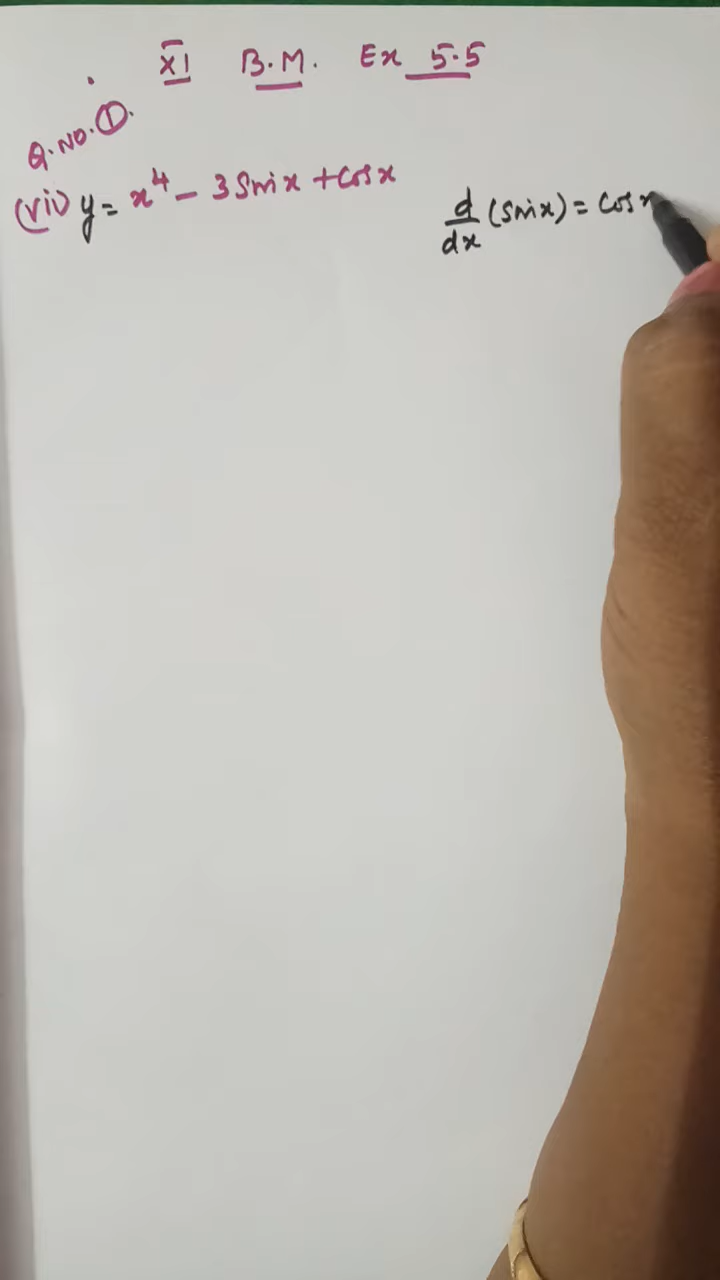 XI B.M. Ex 5.5
Q.NO.①.
(vii) y = x⁴ - 3 Sin x + Cos x
d/dx (Sin x) = Cos x